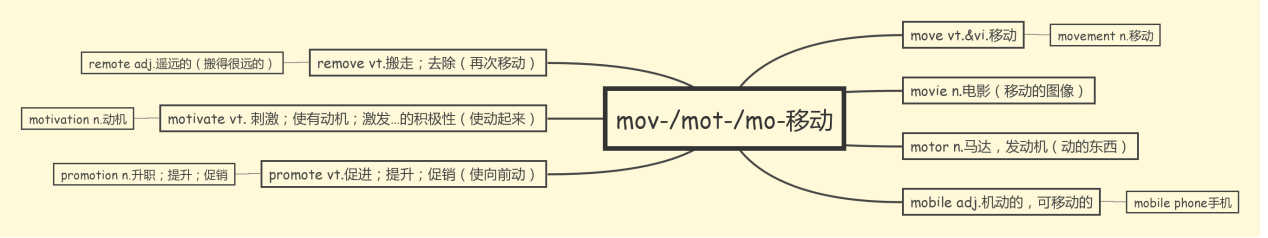 mov-/mot-/mo-移动
move vt.&vi.移动
movement n.移动
movie n.电影（移动的图像）
motor n.马达，发动机（动的东西）
mobile adj.机动的，可移动的
mobile phone手机
remove vt.搬走；去除（再次移动）
remote adj.遥远的（搬得很远的）
motivate vt. 刺激；使有动机；激发...的积极性（使动起来）
motivation n.动机
promote vt.促进；提升；促销（使向前动）
promotion n.升职；提升；促销